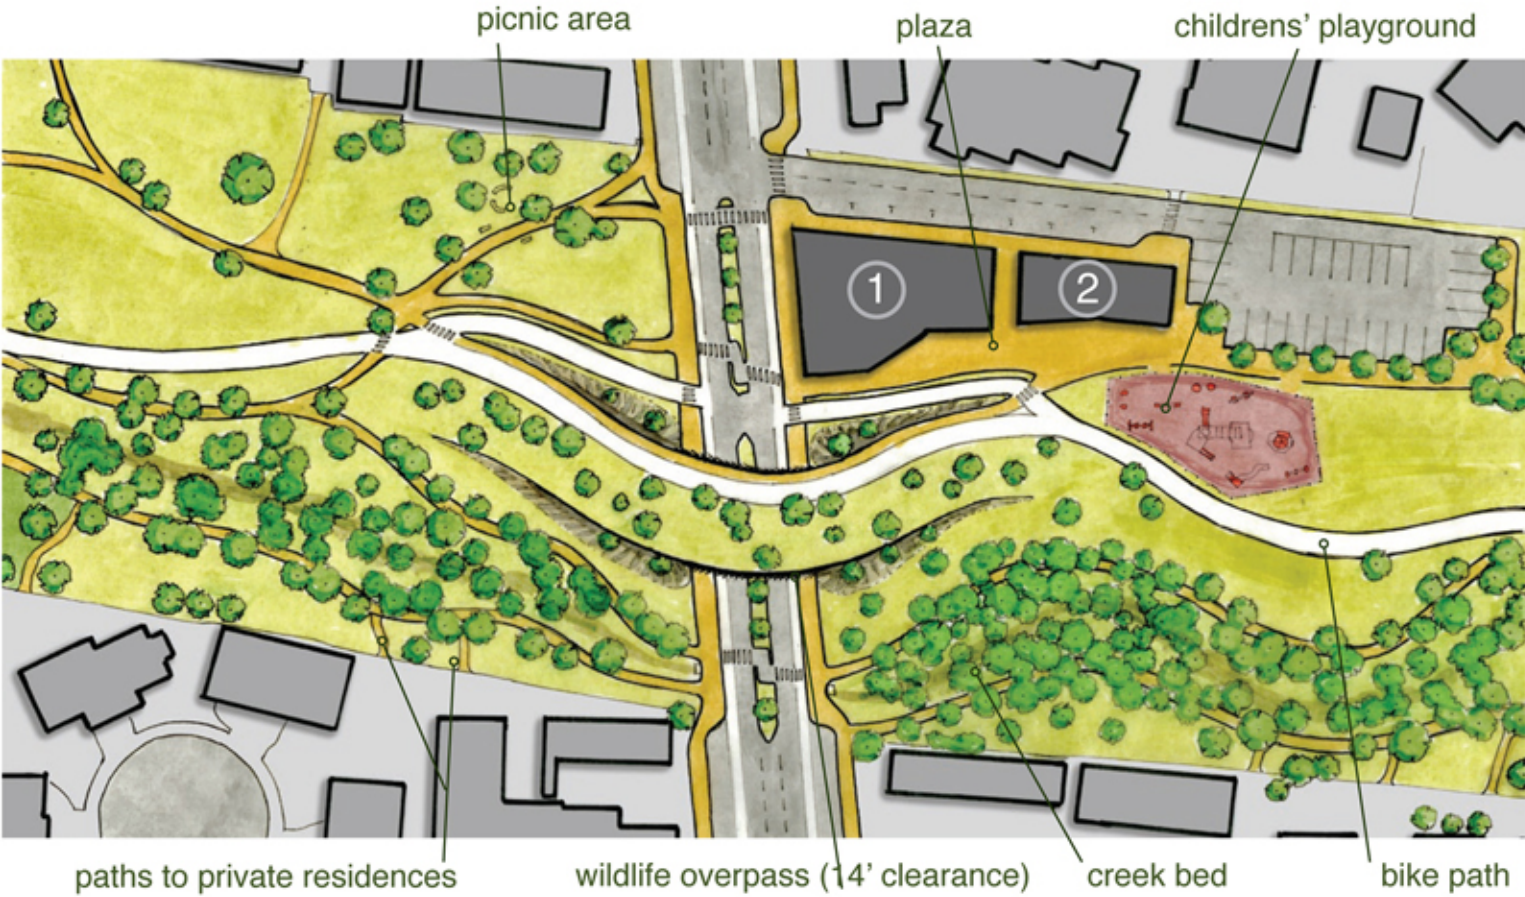 picnic area
plaza
childrens’ playground
1
2
paths to private residences
wildlife overpass (14’ clearance)
creek bed
bike path